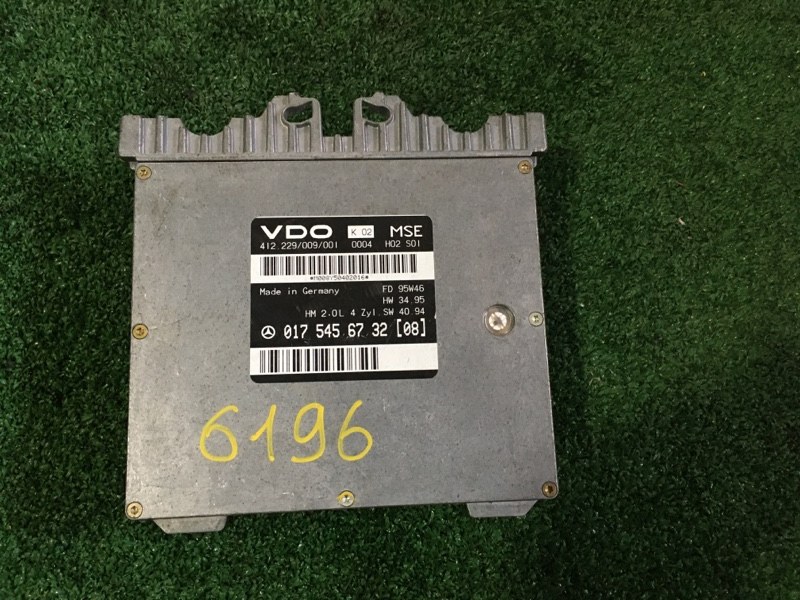 VDO K 02 MSE
412.229/009/001 0004 H02 S01
*M000Y50402016*
Made in Germany FD 95W46
HW 34.95
HM 2.0L 4 Zyl. SW 40.94
017 545 67 32 [08]
6196